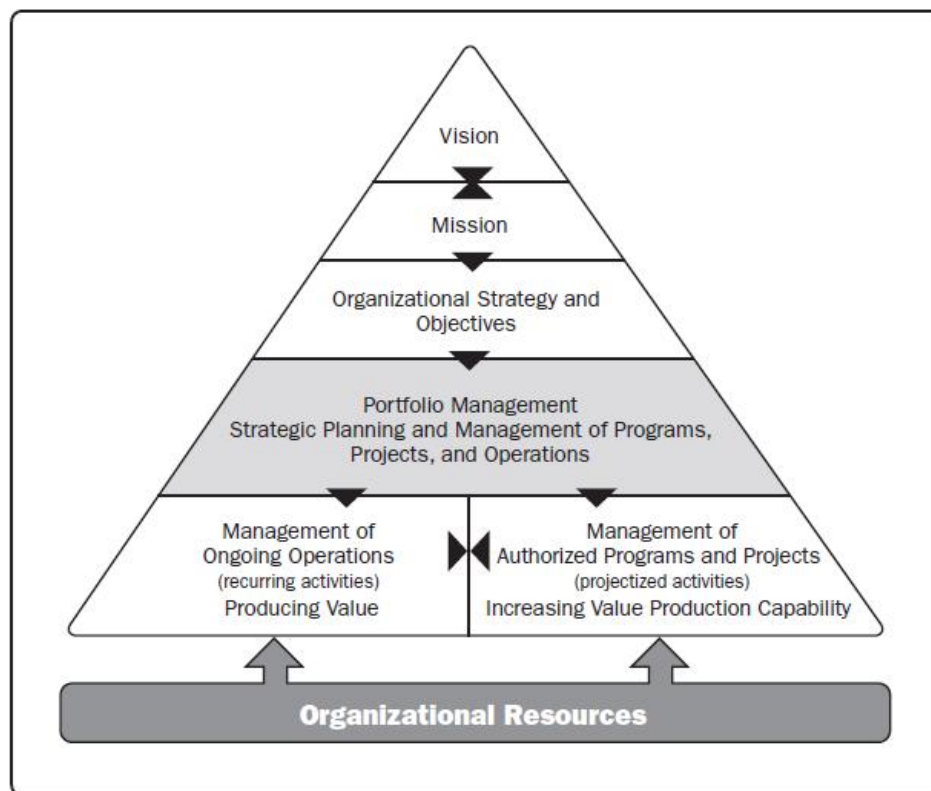 Vision
Mission
Organizational Strategy and
Objectives
Portfolio Management
Strategic Planning and Management of Programs,
Projects, and Operations
Management of
Ongoing Operations
(recurring activities)
Producing Value
Management of
Authorized Programs and Projects
(projectized activities)
Increasing Value Production Capability
Organizational Resources